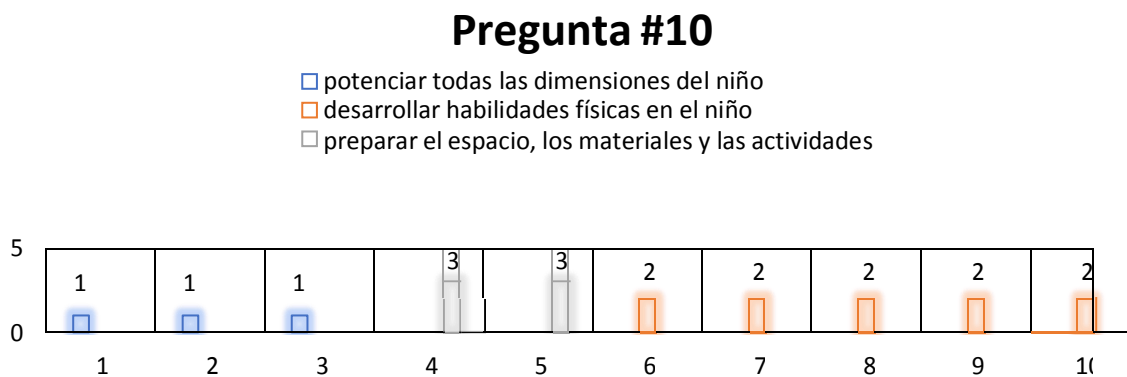 Pregunta #10
potenciar todas las dimensiones del niño
desarrollar habilidades físicas en el niño
preparar el espacio, los materiales y las actividades
5
1 1 1 3 3 2 2 2 2 2
0
1 2 3 4 5 6 7 8 9 10